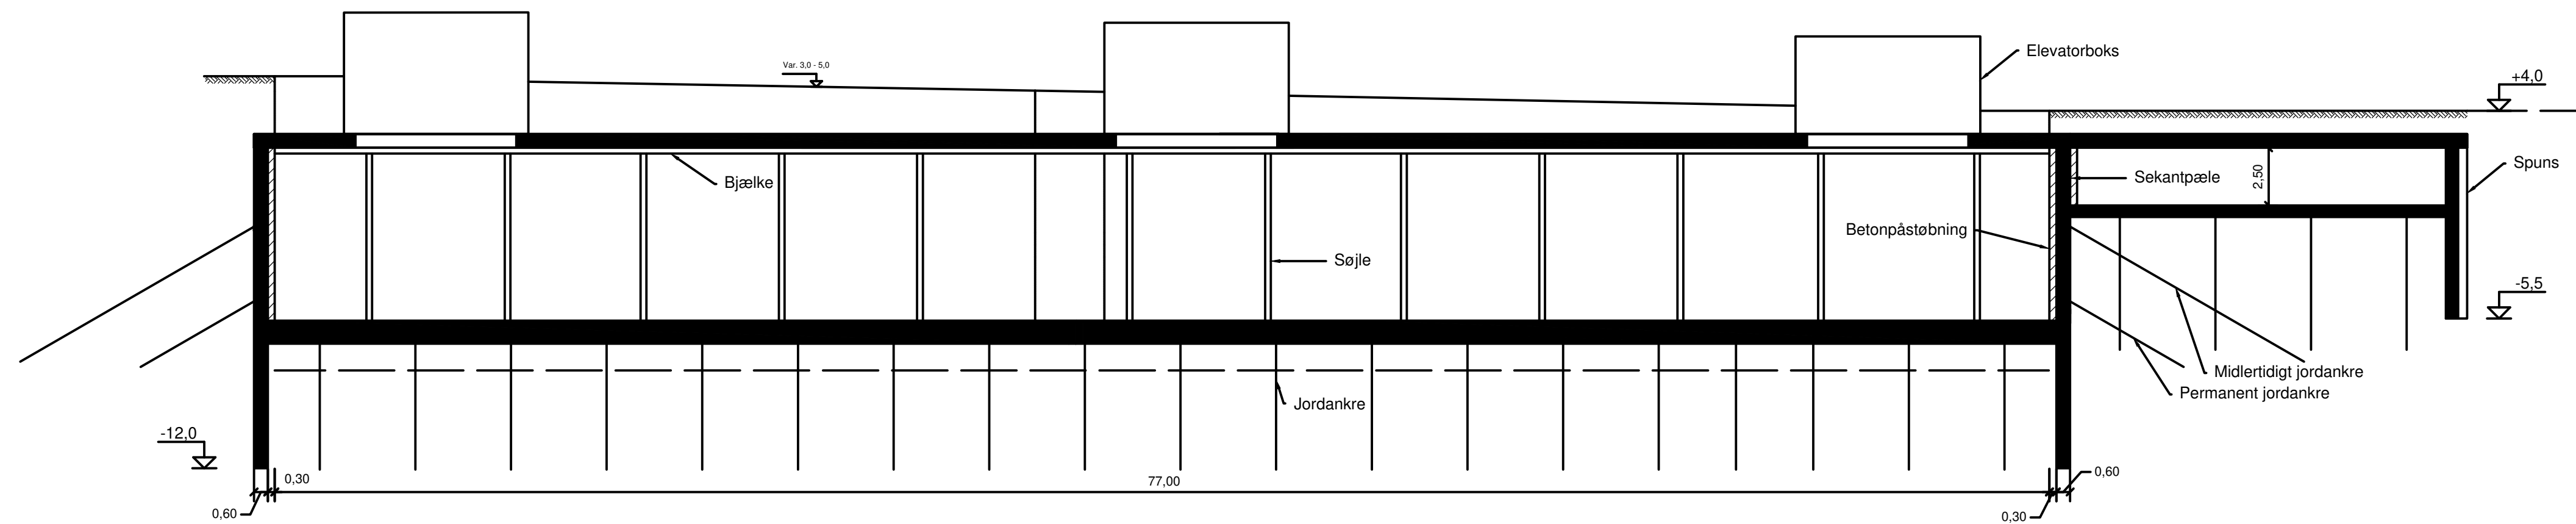 Elevatorboks
Var. 3,0 - 5,0
+4,0
Spuns
Sekantpæle
2,50
Bjælke
Betonpåstøbning
Søjle
-5,5
Midlertidigt jordankre
Permanent jordankre
Jordankre
-12,0
0,30
77,00
0,60
0,60
0,30